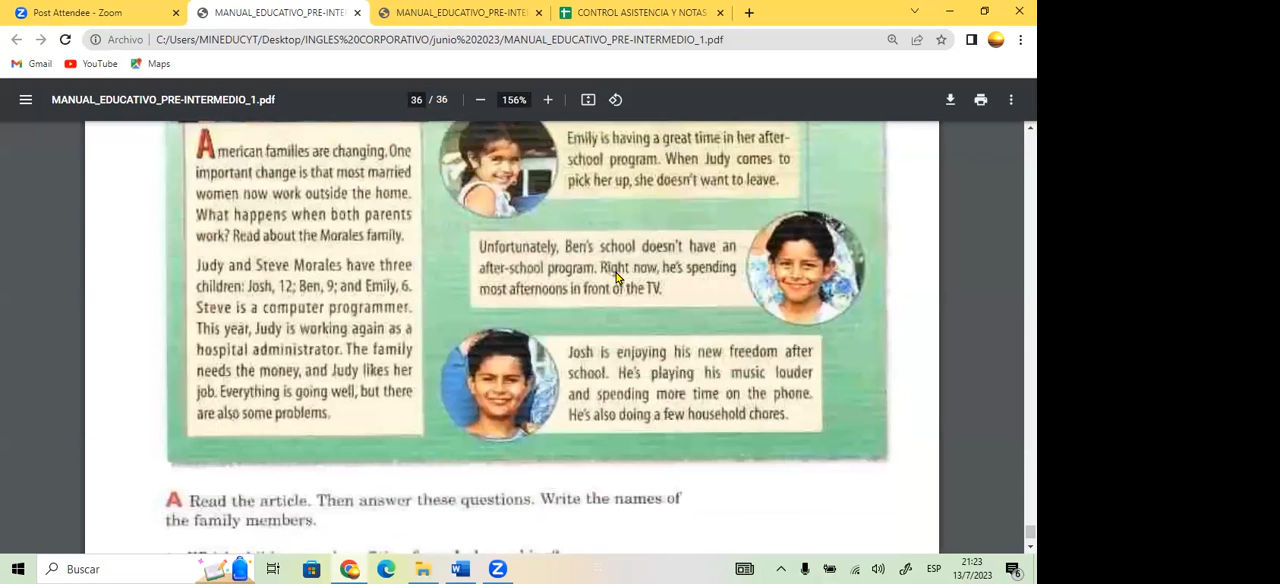 Post Attendee - Zoom
MANUAL_EDUCATIVO_PRE-INTER
MANUAL_EDUCATIVO_PRE-INTE
CONTROL ASISTENCIA Y NOTAS
Archivo
C:/Users/MINEDUCYT/Desktop/INGLES%20CORPORATIVO/junio%202023/MANUAL_EDUCATIVO_PRE-INTERMEDIO_1.pdf
Gmail
YouTube
Maps
MANUAL_EDUCATIVO_PRE-INTERMEDIO_1.pdf
36 / 36
156%
American families are changing. One
important change is that most married
women now work outside the home.
What happens when both parents
work? Read about the Morales family.
Judy and Steve Morales have three
children: Josh, 12; Ben, 9; and Emily, 6.
Steve is a computer programmer.
This year, Judy is working again as a
hospital administrator. The family
needs the money, and Judy likes her
job. Everything is going well, but there
are also some problems.
Emily is having a great time in her after-
school program. When Judy comes to
pick her up, she doesn't want to leave.
Unfortunately, Ben's school doesn't have an
after-school program. Right now, he's spending
most afternoons in front of the TV.
Josh is enjoying his new freedom after
school. He's playing his music louder
and spending more time on the phone.
He's also doing a few household chores.
A Read the article. Then answer these questions. Write the names of
the family members.
Buscar
ESP
21:23
13/7/2023